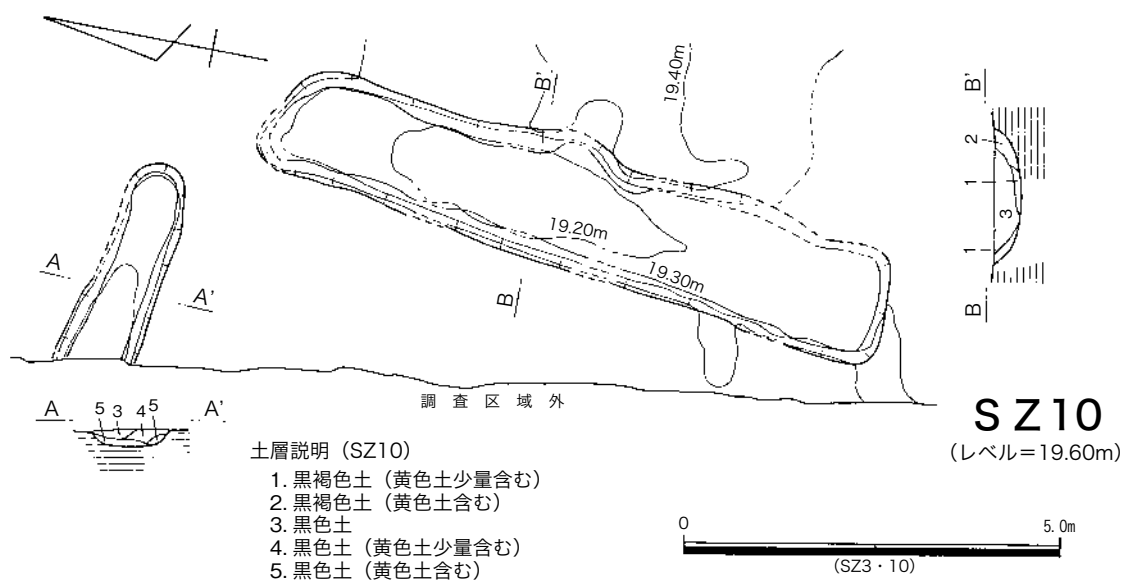 B'
19.40m
B'
2
1
3
1
B
A
A'
19.20m
19.30m
B
調査区域外
A
5 3 4 5
A'
SZ10
(レベル=19.60m)
土層説明(SZ10)
1. 黒褐色土(黄色土少量含む)
2. 黒褐色土(黄色土含む)
3. 黒色土
4. 黒色土(黄色土少量含む)
5. 黒色土(黄色土含む)
0
5.0m
(SZ3・10)